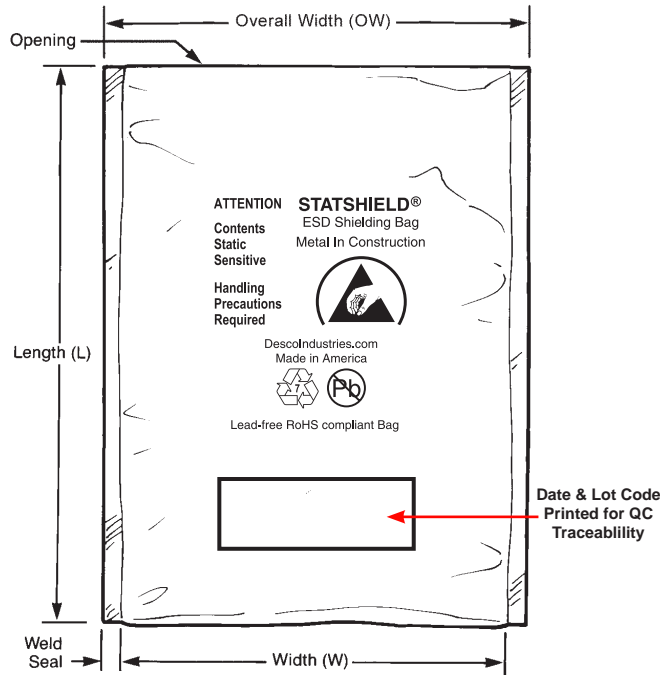 Overall Width (OW)
Opening
ATTENTION
Contents
Static
Sensitive
Handling
Precautions
Required
STATSHIELD®
ESD Shielding Bag
Metal In Construction
Length (L)
DescoIndustries.com
Made in America
7
Pb
Lead-free RoHS compliant Bag
Date & Lot Code
Printed for QC
Traceablility
Weld
Seal
Width (W)